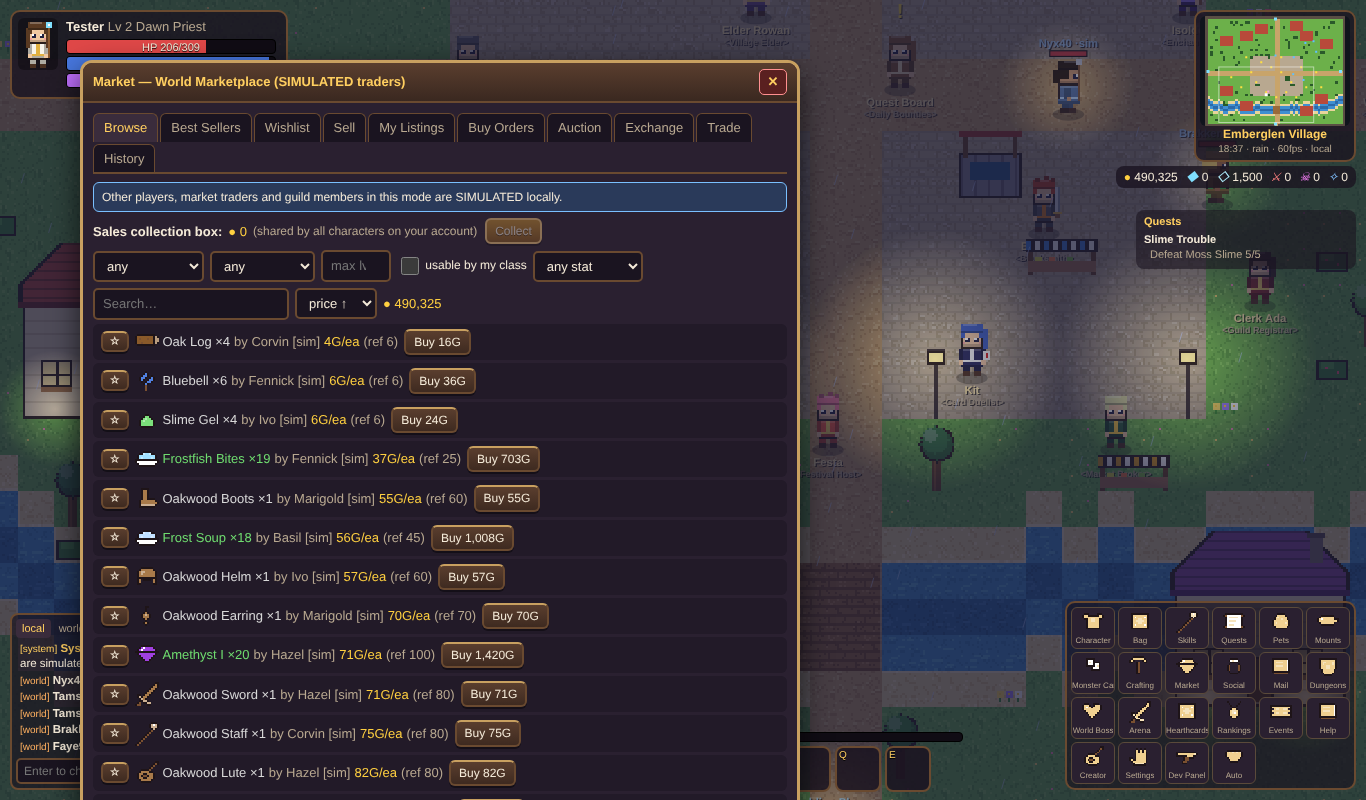 Tester Lv 2 Dawn Priest
HP 206/309
Elder Rowan
<Village Elder>
Quest Board
<Daily Bounties>
Nyx40 ·sim
Emberglen Village
18:37 · rain · 60fps · local
490,325 0 1,500 0 0 0
Quests
Slime Trouble
Defeat Moss Slime 5/5
Clerk Ada
<Guild Registrar>
Kit
<Card Duelist>
Festa
<Festival Host>
Market — World Marketplace (SIMULATED traders)
×
Browse Best Sellers Wishlist Sell My Listings Buy Orders Auction Exchange Trade
History
Other players, market traders and guild members in this mode are SIMULATED locally.
Sales collection box: 0 (shared by all characters on your account) Collect
any any max lv usable by my class any stat
Search... price ↑ 490,325
☆ Oak Log ×4 by Corvin [sim] 4G/ea (ref 6) Buy 16G
☆ Bluebell ×6 by Fennick [sim] 6G/ea (ref 6) Buy 36G
☆ Slime Gel ×4 by Ivo [sim] 6G/ea (ref 6) Buy 24G
☆ Frostfish Bites ×19 by Fennick [sim] 37G/ea (ref 25) Buy 703G
☆ Oakwood Boots ×1 by Marigold [sim] 55G/ea (ref 60) Buy 55G
☆ Frost Soup ×18 by Basil [sim] 56G/ea (ref 45) Buy 1,008G
☆ Oakwood Helm ×1 by Ivo [sim] 57G/ea (ref 60) Buy 57G
☆ Oakwood Earring ×1 by Marigold [sim] 70G/ea (ref 70) Buy 70G
☆ Amethyst I ×20 by Hazel [sim] 71G/ea (ref 100) Buy 1,420G
☆ Oakwood Sword ×1 by Hazel [sim] 71G/ea (ref 80) Buy 71G
☆ Oakwood Staff ×1 by Corvin [sim] 75G/ea (ref 80) Buy 75G
☆ Oakwood Lute ×1 by Hazel [sim] 82G/ea (ref 80) Buy 82G
local world
[system] Sys
are simulate
[world] Nyx4
[world] Tams
[world] Tams
[world] Brak
[world] Faye
Enter to ch
Q E
Character Bag Skills Quests Pets Mounts
Monster Ca Crafting Market Social Mail Dungeons
World Boss Arena Hearthcards Rankings Events Help
Creator Settings Dev Panel Auto